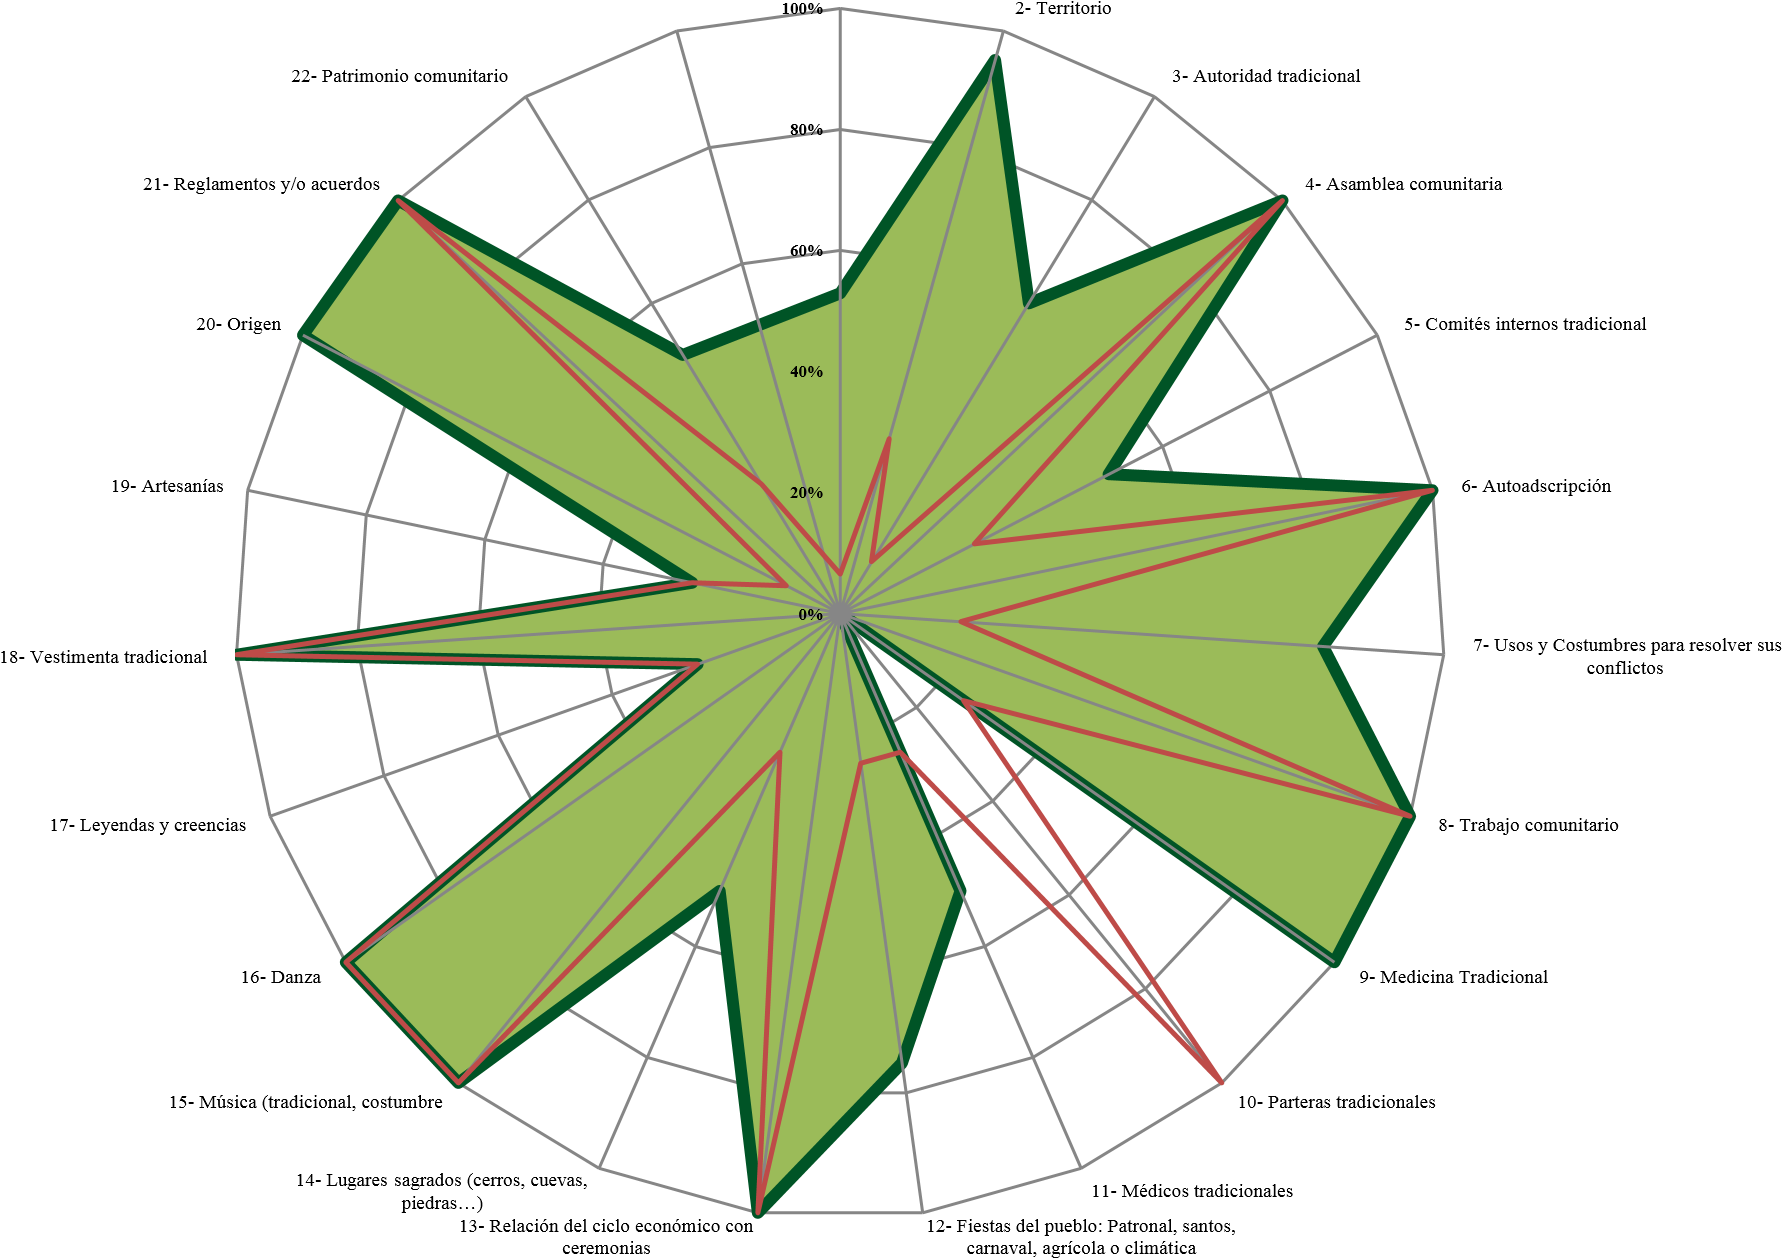 100%
80%
60%
40%
20%
0%
2- Territorio
3- Autoridad tradicional
4- Asamblea comunitaria
5- Comités internos tradicional
6- Autoadscripción
7- Usos y Costumbres para resolver sus
conflictos
8- Trabajo comunitario
9- Medicina Tradicional
10- Parteras tradicionales
11- Médicos tradicionales
12- Fiestas del pueblo: Patronal, santos,
carnaval, agrícola o climática
13- Relación del ciclo económico con
ceremonias
14- Lugares sagrados (cerros, cuevas,
piedras…)
15- Música (tradicional, costumbre
16- Danza
17- Leyendas y creencias
18- Vestimenta tradicional
19- Artesanías
20- Origen
21- Reglamentos y/o acuerdos
22- Patrimonio comunitario